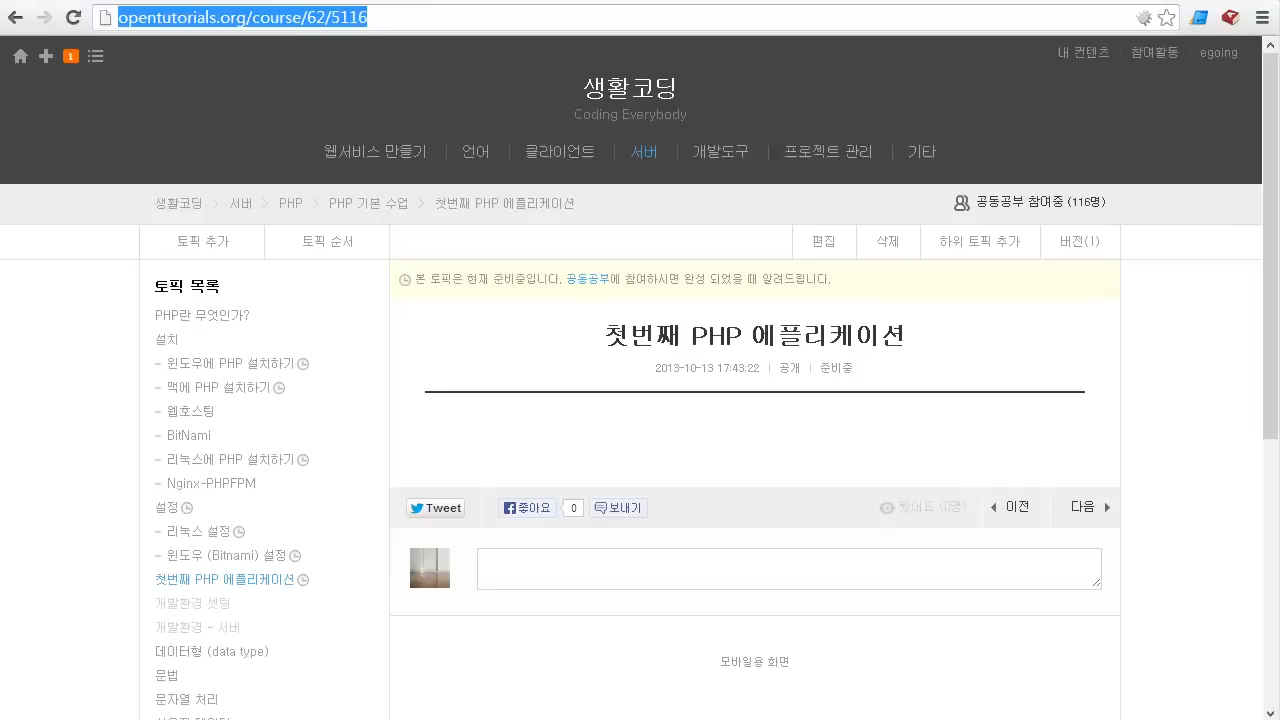 opentutorials.org/course/62/5116
1
내 컨텐츠 참여활동 egoing
생활코딩
Coding Everybody
웹서비스 만들기 언어 클라이언트 서버 개발도구 프로젝트 관리 기타
생활코딩 서버 PHP PHP 기본 수업 첫번째 PHP 에플리케이션 공동공부 참여중 (116명)
토픽 추가 토픽 순서 편집 삭제 하위 토픽 추가 버전(1)
토픽 목록
본 토픽은 현재 준비중입니다. 공동공부에 참여하시면 완성 되었을 때 알려드립니다.
첫번째 PHP 에플리케이션
2013-10-13 17:43:22 공개 준비중
PHP란 무엇인가?
설치
- 윈도우에 PHP 설치하기
- 맥에 PHP 설치하기
- 웹호스팅
- BitNami
- 리눅스에 PHP 설치하기
- Nginx-PHPFPM
설정
- 리눅스 설정
- 윈도우 (Bitnami) 설정
첫번째 PHP 에플리케이션
개발환경 셋팅
개발환경 - 서버
데이터형 (data type)
문법
문자열 처리
Tweet 좋아요 0 보내기 봤어요 (0명) 이전 다음
모바일용 화면